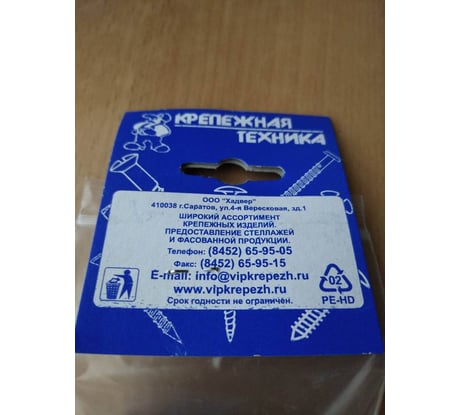 КРЕПЕЖНАЯ
ТЕХНИКА
ООО "Хадвер"
410038 г.Саратов, ул.4-я Вересковая, зд.1
ШИРОКИЙ АССОРТИМЕНТ
КРЕПЕЖНЫХ ИЗДЕЛИЙ.
ПРЕДОСТАВЛЕНИЕ СТЕЛЛАЖЕЙ
И ФАСОВАННОЙ ПРОДУКЦИИ.
Телефон: (8452) 65-95-05
Факс: (8452) 65-95-15
E-mail: info@vipkrepezh.ru
www.vipkrepezh.ru
Срок годности не ограничен.
02
PE-HD